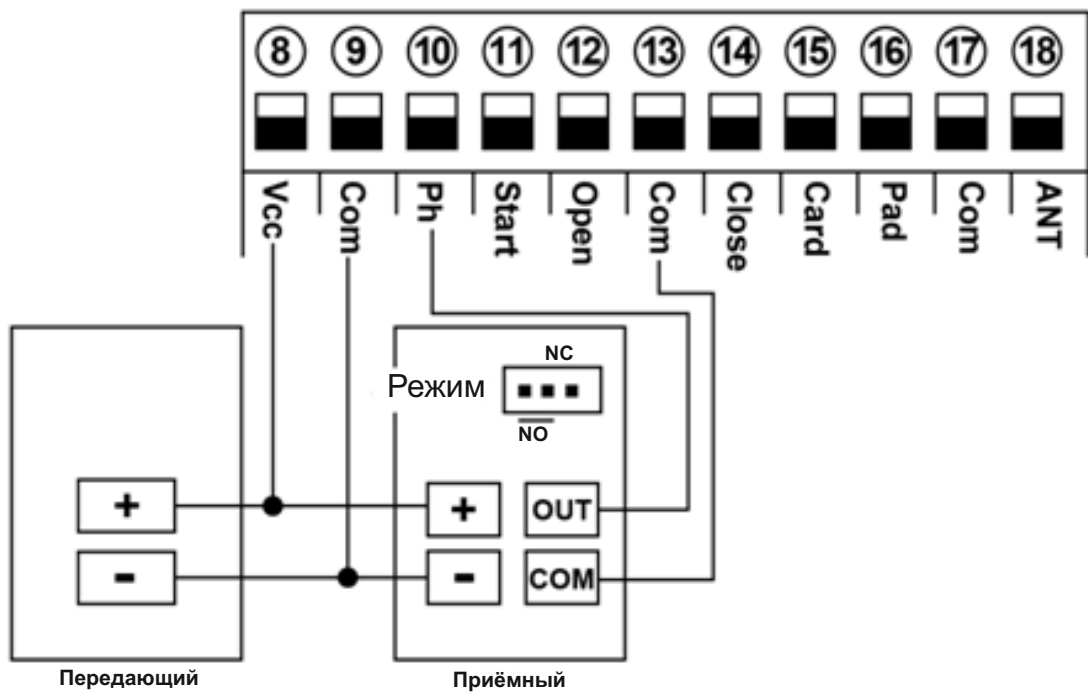 8 9 10 11 12 13 14 15 16 17 18
Vcc Com Ph Start Open Com Close Card Pad Com ANT
NC
Режим
NO
+ + OUT
- - COM
Передающий Приёмный